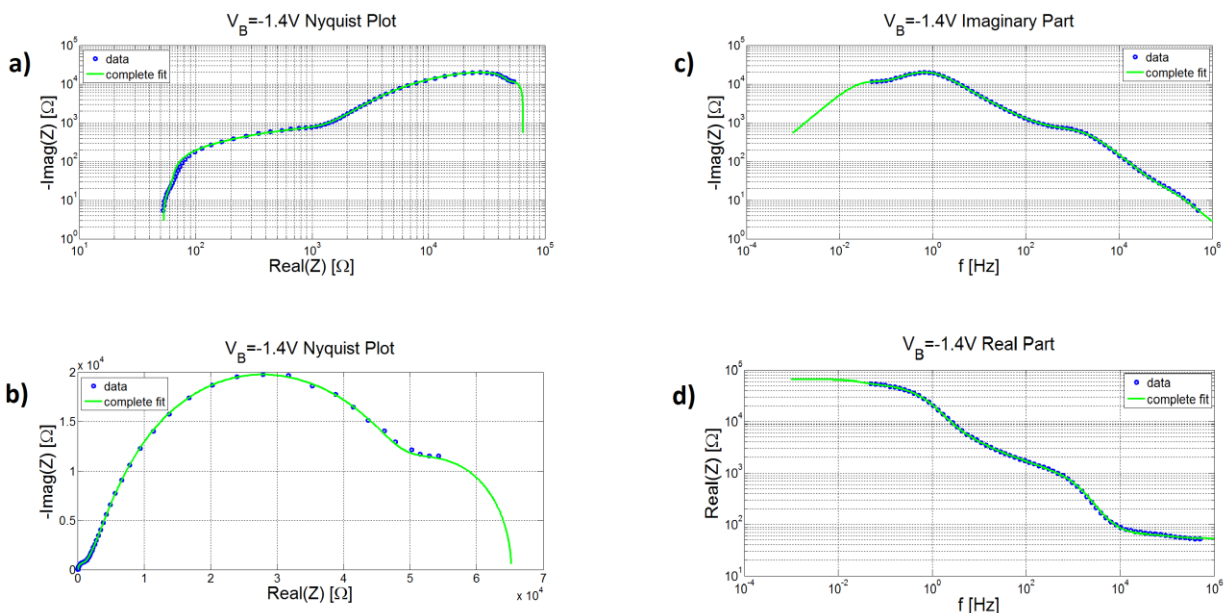 a)
V_B=-1.4V Nyquist Plot
10^5
10^4
10^3
10^2
10^1
10^0
-Imag(Z) [Ω]
data
complete fit
10^1 10^2 10^3 10^4 10^5
Real(Z) [Ω]
c)
V_B=-1.4V Imaginary Part
10^5
10^4
10^3
10^2
10^1
10^0
-Imag(Z) [Ω]
data
complete fit
10^-4 10^-2 10^0 10^2 10^4 10^6
f [Hz]
b)
V_B=-1.4V Nyquist Plot
x 10^4
2
1.5
1
0.5
0
-Imag(Z) [Ω]
data
complete fit
0 1 2 3 4 5 6 70
Real(Z) [Ω]
x 10^4
d)
V_B=-1.4V Real Part
10^5
10^4
10^3
10^2
10^1
Real(Z) [Ω]
data
complete fit
10^-4 10^-2 10^0 10^2 10^4 10^6
f [Hz]